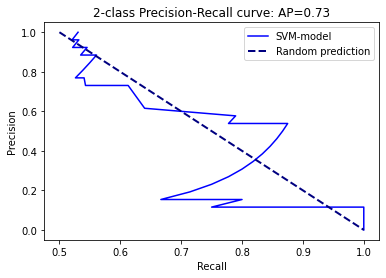 2-class Precision-Recall curve: AP=0.73
SVM-model
Random prediction
Precision
1.0
0.8
0.6
0.4
0.2
0.0
0.5 0.6 0.7 0.8 0.9 1.0
Recall